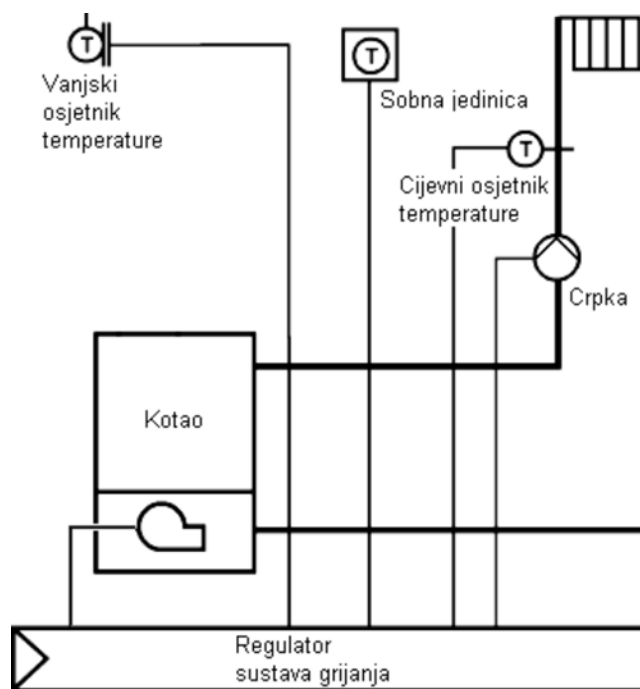 T
Vanjski
osjetnik
temperature
T
Sobna jedinica
T
Cijevni osjetnik
temperature
Crpka
Kotao
Regulator
sustava grijanja